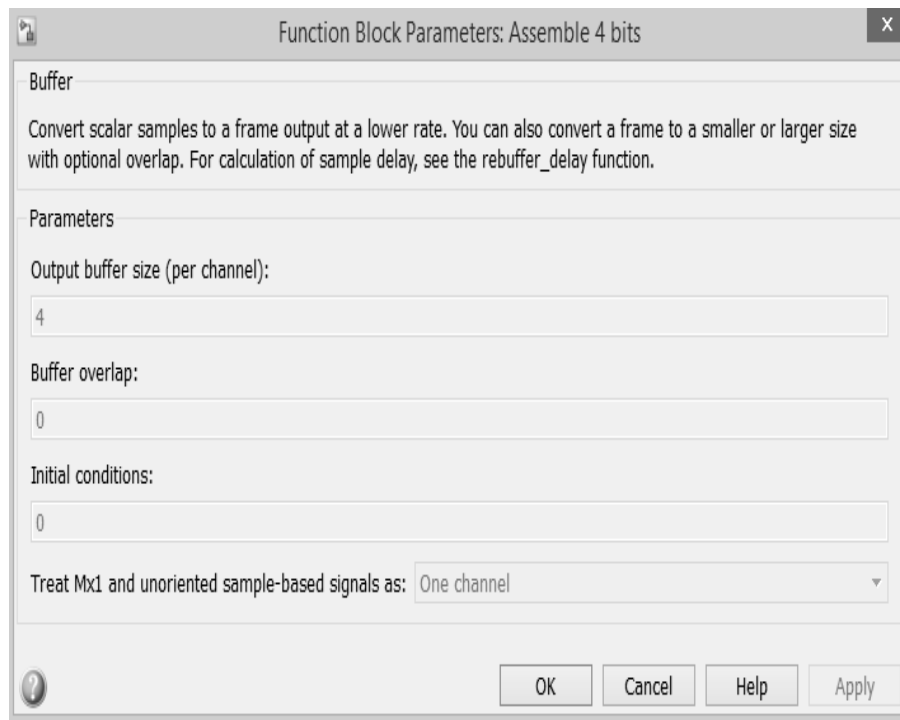 Function Block Parameters: Assemble 4 bits
X
Buffer
Convert scalar samples to a frame output at a lower rate. You can also convert a frame to a smaller or larger size
with optional overlap. For calculation of sample delay, see the rebuffer_delay function.
Parameters
Output buffer size (per channel):
4
Buffer overlap:
0
Initial conditions:
0
Treat Mx1 and unoriented sample-based signals as: One channel
? OK Cancel Help Apply